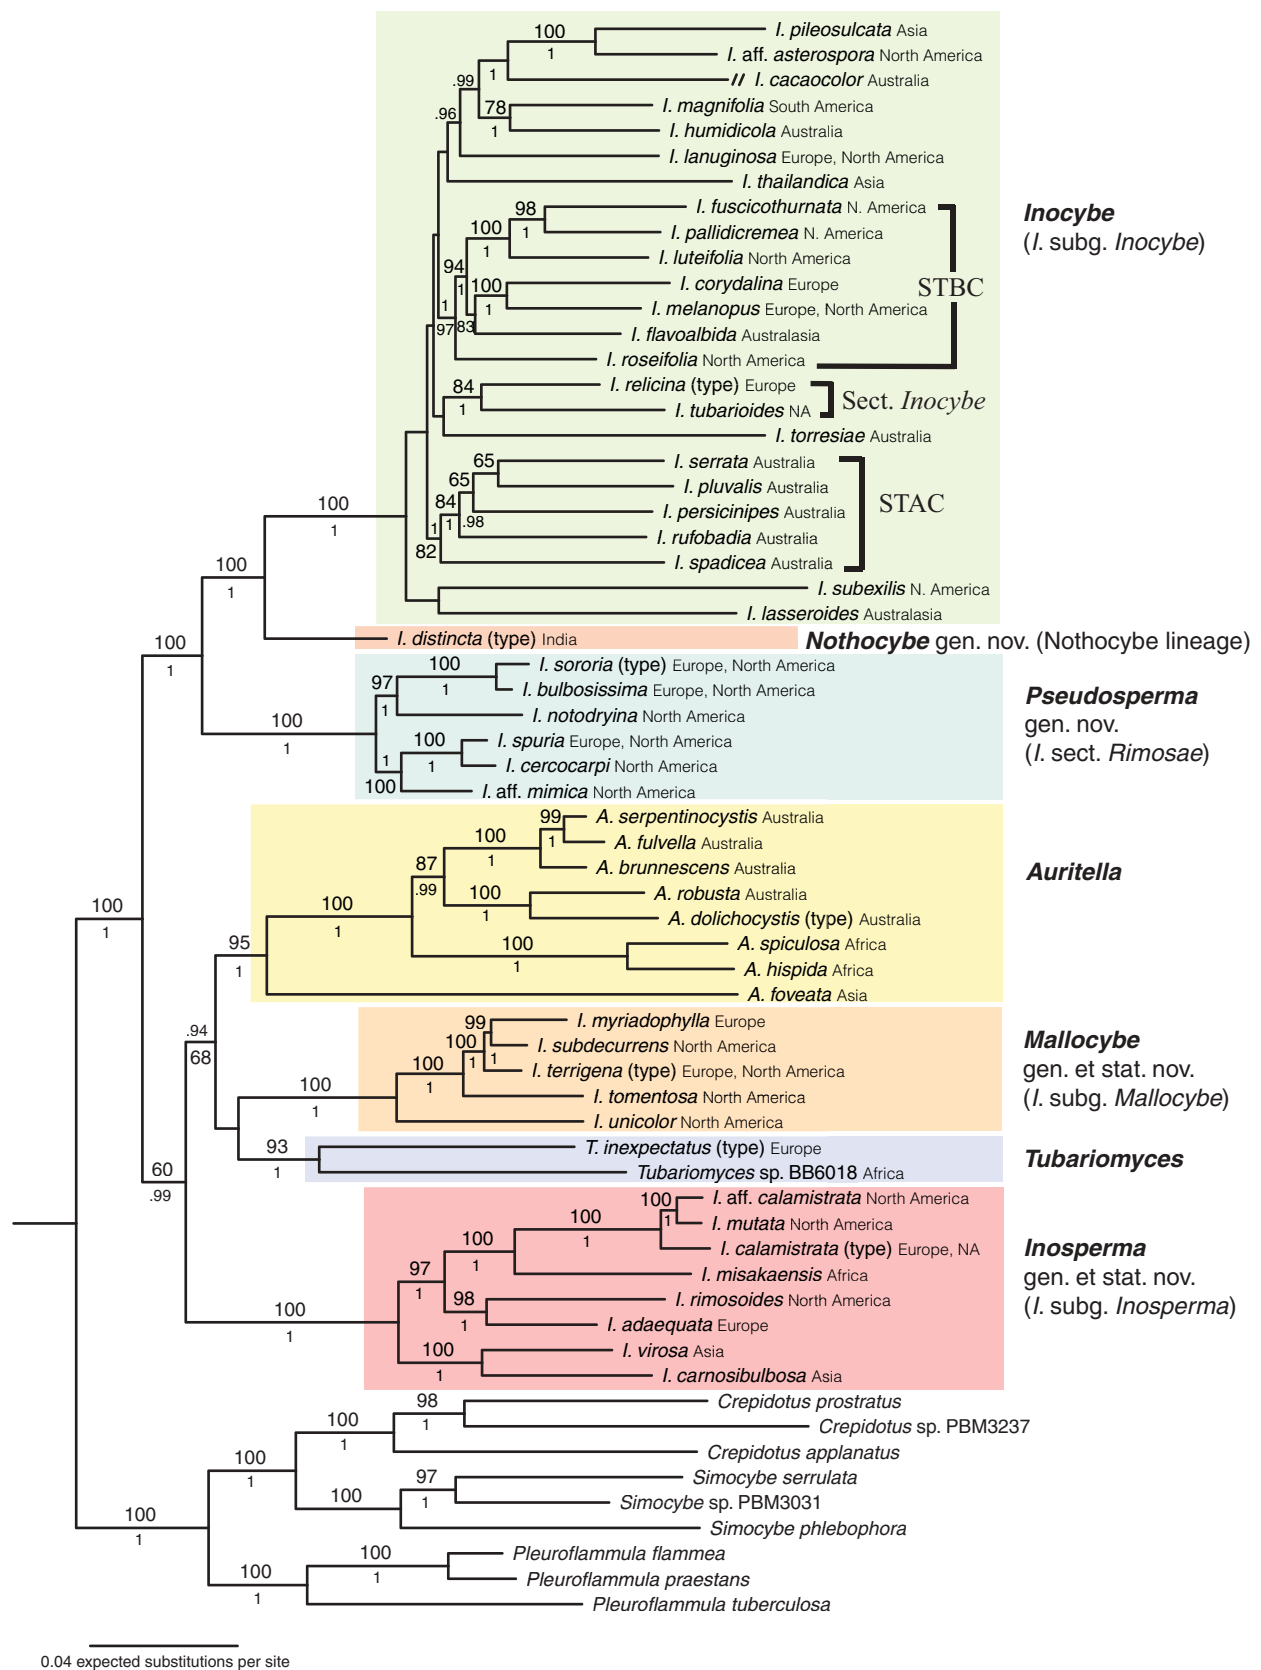 100
I. pileosulcata Asia
1
I. aff. asterospora North America
1
.99
// I. cacaocolor Australia
78
I. magnifolia South America
.96
1
I. humidicola Australia
I. lanuginosa Europe, North America
I. thailandica Asia
98
I. fuscicothurnata N. America
Inocybe
(I. subg. Inocybe)
100
1
I. pallidicremea N. America
1
I. luteifolia North America
94
1
100
I. corydalina Europe
STBC
1
1
I. melanopus Europe, North America
97
83
I. flavoalbida Australasia
I. roseifolia North America
84
I. relicina (type) Europe
Sect. Inocybe
1
I. tubarioides NA
I. torresiae Australia
65
I. serrata Australia
65
I. pluvalis Australia
84
STAC
I. persicinipes Australia
1
1
.98
I. rufobadia Australia
82
I. spadicea Australia
100
1
100
1
I. subexilis N. America
I. lasseroides Australasia
I. distincta (type) India
Nothocybe gen. nov. (Nothocybe lineage)
100
1
100
I. sororia (type) Europe, North America
97
1
I. bulbosissima Europe, North America
Pseudosperma
gen. nov.
(I. sect. Rimosae)
1
I. notodryina North America
100
1
100
I. spuria Europe, North America
1
1
I. cercocarpi North America
100
I. aff. mimica North America
99
A. serpentinocystis Australia
100
1
A. fulvella Australia
1
87
A. brunnescens Australia
Auritella
.99
100
A. robusta Australia
1
A. dolichocystis (type) Australia
100
1
100
1
95
1
100
A. spiculosa Africa
1
A. hispida Africa
A. foveata Asia
.94
68
99
I. myriadophylla Europe
100
1
1
I. subdecurrens North America
Mallocybe
gen. et stat. nov.
(I. subg. Mallocybe)
100
1
I. terrigena (type) Europe, North America
100
1
I. tomentosa North America
I. unicolor North America
93
1
T. inexpectatus (type) Europe
Tubariomyces
Tubariomyces sp. BB6018 Africa
60
.99
100
1
I. aff. calamistrata North America
100
1
I. mutata North America
100
1
I. calamistrata (type) Europe, NA
Inosperma
gen. et stat. nov.
(I. subg. Inosperma)
97
1
I. misakaensis Africa
98
1
I. rimosoides North America
100
1
I. adaequata Europe
100
1
I. virosa Asia
I. carnosibulbosa Asia
98
1
Crepidotus prostratus
100
1
Crepidotus sp. PBM3237
Crepidotus applanatus
100
1
97
1
Simocybe serrulata
100
Simocybe sp. PBM3031
100
1
Simocybe phlebophora
100
1
Pleuroflammula flammea
100
1
Pleuroflammula praestans
Pleuroflammula tuberculosa
0.04 expected substitutions per site